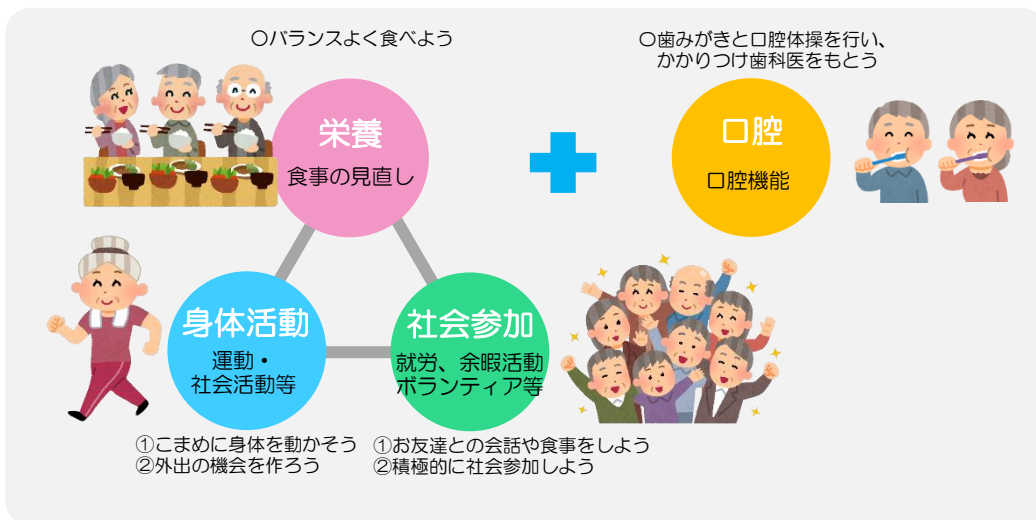 〇バランスよく食べよう
栄養
食事の見直し
〇歯みがきと口腔体操を行い、
かかりつけ歯科医をもとう
口腔
口腔機能
身体活動
運動・
社会活動等
①こまめに身体を動かそう
②外出の機会を作ろう
社会参加
就労、余暇活動
ボランティア等
①お友達との会話や食事をしよう
②積極的に社会参加しよう